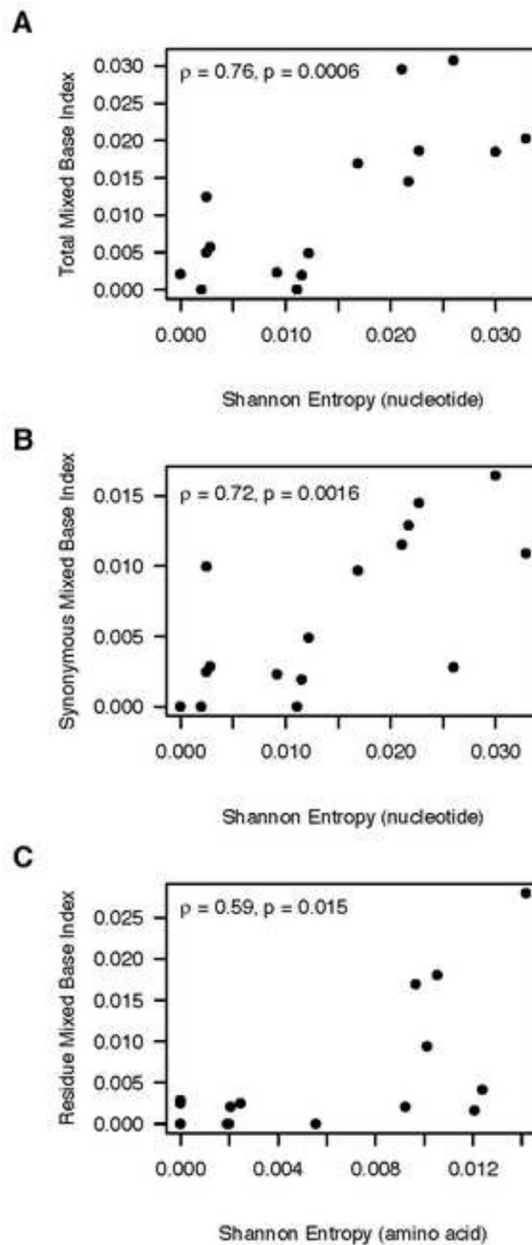 A
ρ = 0.76, p = 0.0006
Total Mixed Base Index
0.030
0.025
0.020
0.015
0.010
0.005
0.000
0.000 0.010 0.020 0.030
Shannon Entropy (nucleotide)
B
ρ = 0.72, p = 0.0016
Synonymous Mixed Base Index
0.015
0.010
0.005
0.000
0.000 0.010 0.020 0.030
Shannon Entropy (nucleotide)
C
ρ = 0.59, p = 0.015
Residue Mixed Base Index
0.025
0.020
0.015
0.010
0.005
0.000
0.000 0.004 0.008 0.012
Shannon Entropy (amino acid)